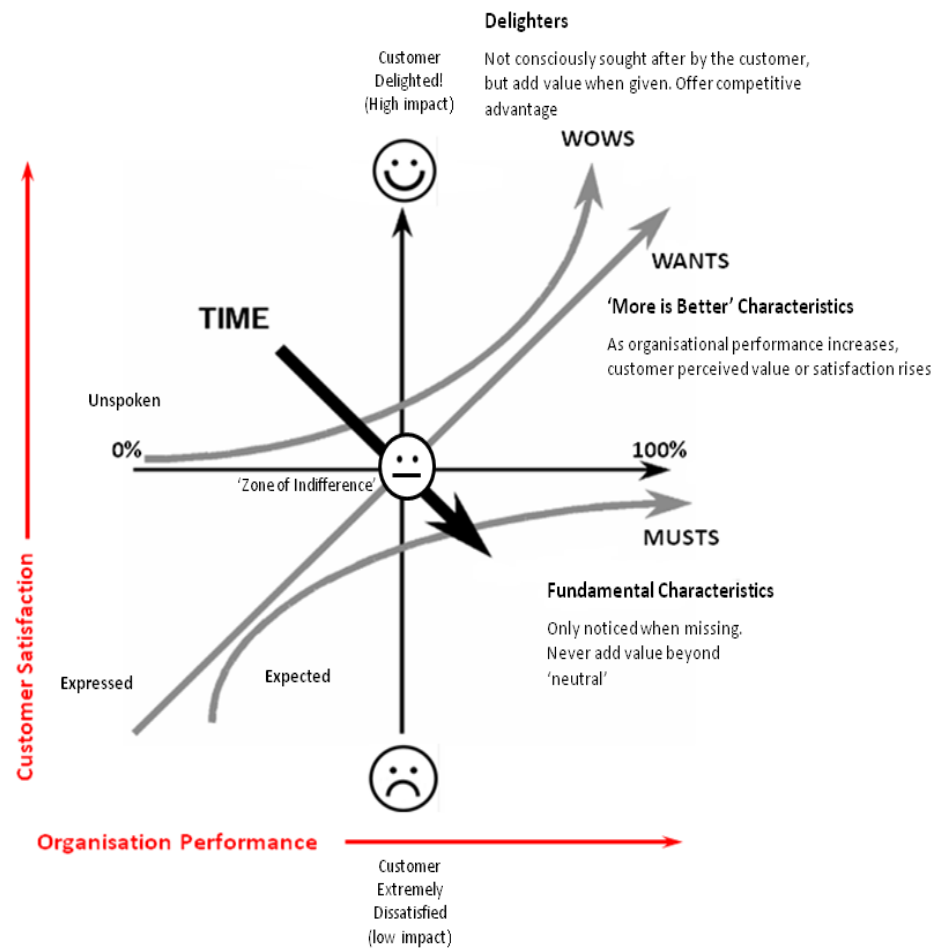 Delighters
Not consciously sought after by the customer,
but add value when given. Offer competitive
advantage
Customer
Delighted!
(High impact)
WOWS
WANTS
'More is Better' Characteristics
As organisational performance increases,
customer perceived value or satisfaction rises
TIME
Unspoken
0%
100%
'Zone of Indifference'
MUSTS
Fundamental Characteristics
Only noticed when missing.
Never add value beyond
'neutral'
Expressed
Expected
Customer Satisfaction
Organisation Performance
Customer
Extremely
Dissatisfied
(low impact)